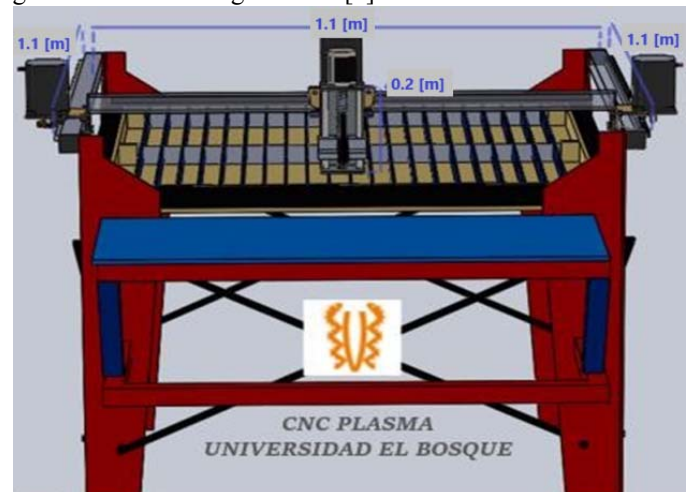 1.1 [m]
1.1 [m]
1.1 [m]
0.2 [m]
CNC PLASMA
UNIVERSIDAD EL BOSQUE